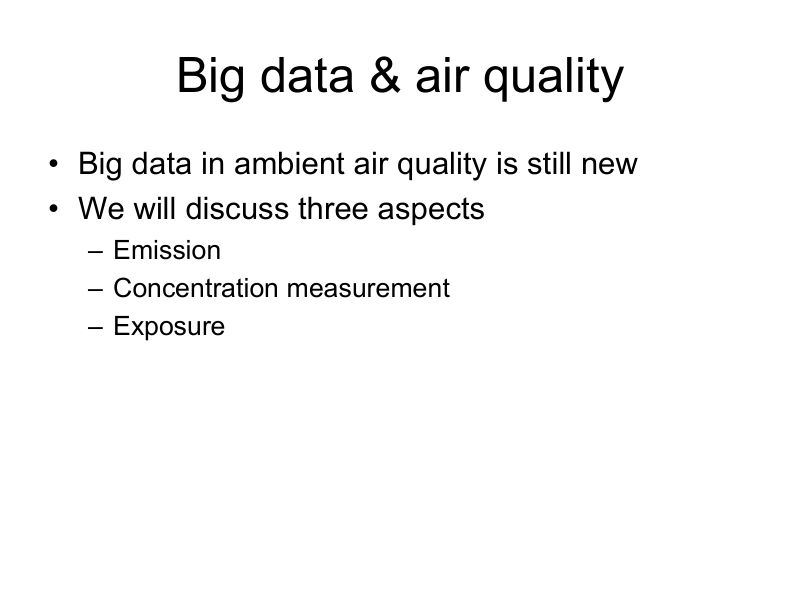 Big data & air quality
• Big data in ambient air quality is still new
• We will discuss three aspects
– Emission
– Concentration measurement
– Exposure